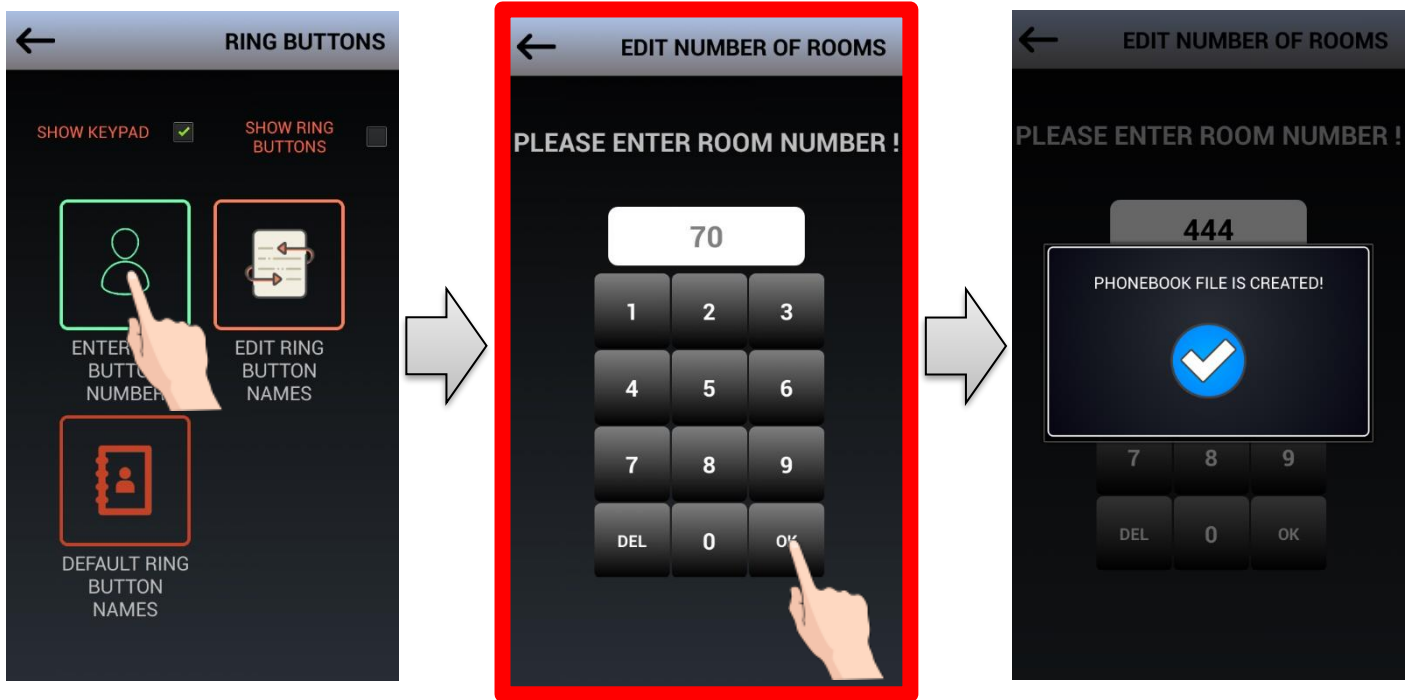 RING BUTTONS
SHOW KEYPAD
SHOW RING
BUTTONS
ENTER
BUTT
NUMBER
EDIT RING
BUTTON
NAMES
DEFAULT RING
BUTTON
NAMES
EDIT NUMBER OF ROOMS
PLEASE ENTER ROOM NUMBER !
70
1 2 3
4 5 6
7 8 9
DEL 0 OK
EDIT NUMBER OF ROOMS
PLEASE ENTER ROOM NUMBER !
444
PHONEBOOK FILE IS CREATED!
7 8 9
DEL 0 OK